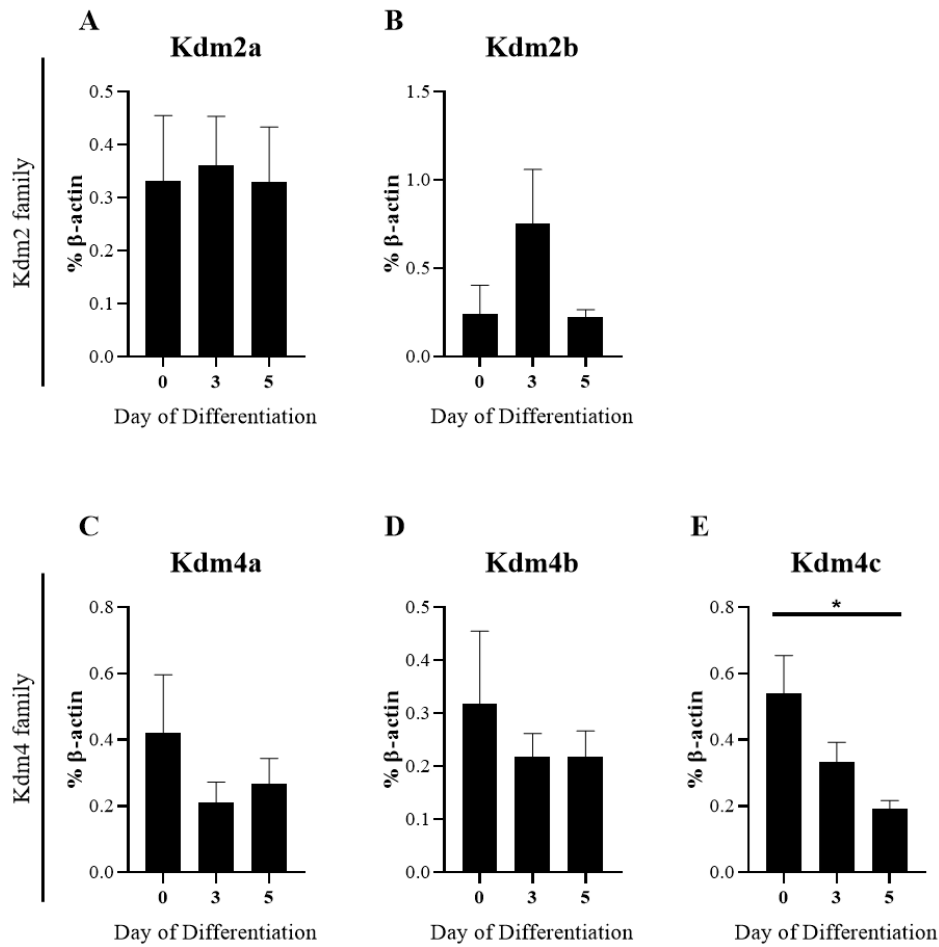 A
B
Kdm2a
Kdm2b
Kdm2 family
% β-actin
0.5
0.4
0.3
0.2
0.1
0.0
0 3 5
Day of Differentiation
% β-actin
1.5
1.0
0.5
0.0
0 3 5
Day of Differentiation
C
D
E
Kdm4a
Kdm4b
Kdm4c
Kdm4 family
% β-actin
0.8
0.6
0.4
0.2
0.0
0 3 5
Day of Differentiation
% β-actin
0.5
0.4
0.3
0.2
0.1
0.0
0 3 5
Day of Differentiation
% β-actin
0.8
0.6
0.4
0.2
0.0
*
0 3 5
Day of Differentiation